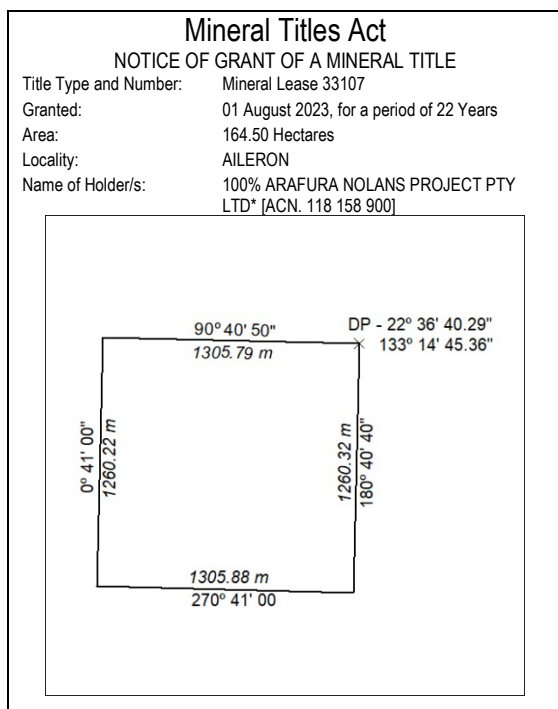 Mineral Titles Act
NOTICE OF GRANT OF A MINERAL TITLE
Title Type and Number: Mineral Lease 33107
Granted: 01 August 2023, for a period of 22 Years
Area: 164.50 Hectares
Locality: AILERON
Name of Holder/s: 100% ARAFURA NOLANS PROJECT PTY
LTD* [ACN. 118 158 900]
90º 40' 50"
1305.79 m
DP - 22º 36' 40.29"
133º 14' 45.36"
0º 41' 00"
1260.22 m
1260.32 m
180º 40' 40"
1305.88 m
270º 41' 00